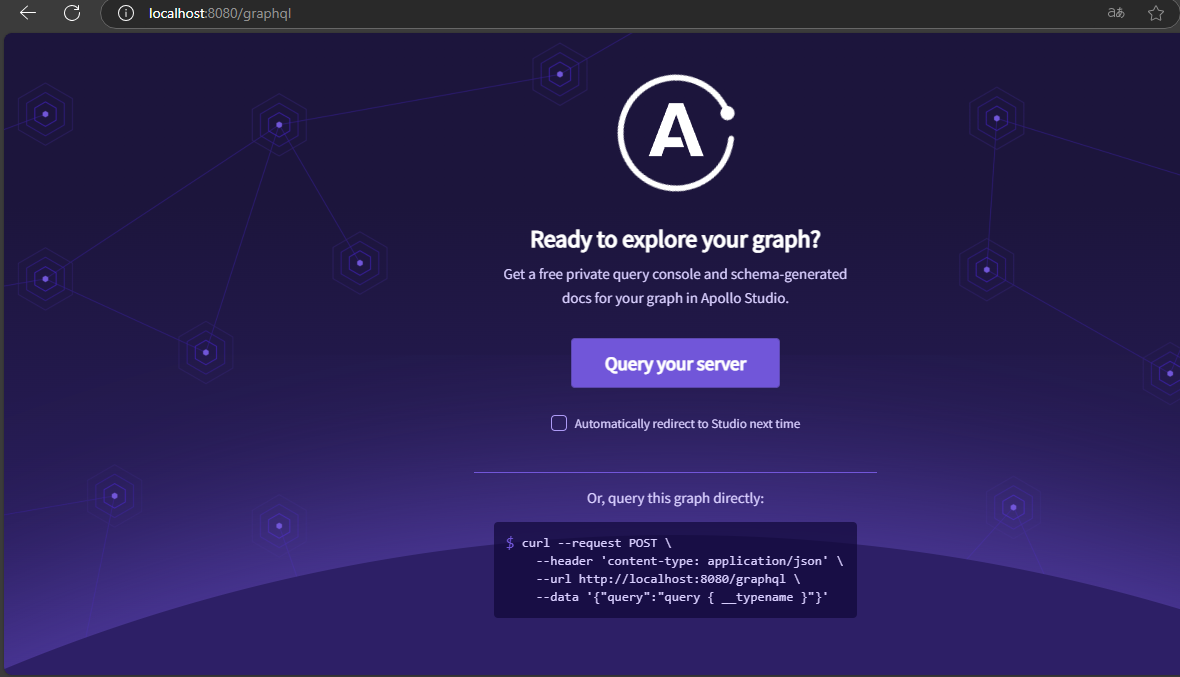 localhost:8080/graphql
aあ
A
Ready to explore your graph?
Get a free private query console and schema-generated
docs for your graph in Apollo Studio.
Query your server
Automatically redirect to Studio next time
Or, query this graph directly:
$ curl --request POST \
--header 'content-type: application/json' \
--url http://localhost:8080/graphql \
--data '{"query":"query { __typename }"}'